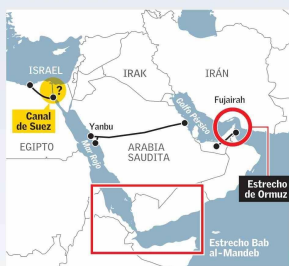 ISRAEL
?
IRAK
IRÁN
Canal
de Suez
Fujairah
Golfo Pérsico
Yanbu
EGIPTO
Mar Rojo
ARABIA
SAUDITA
Estrecho
de Ormuz
Estrecho Bab
al-Mandeb